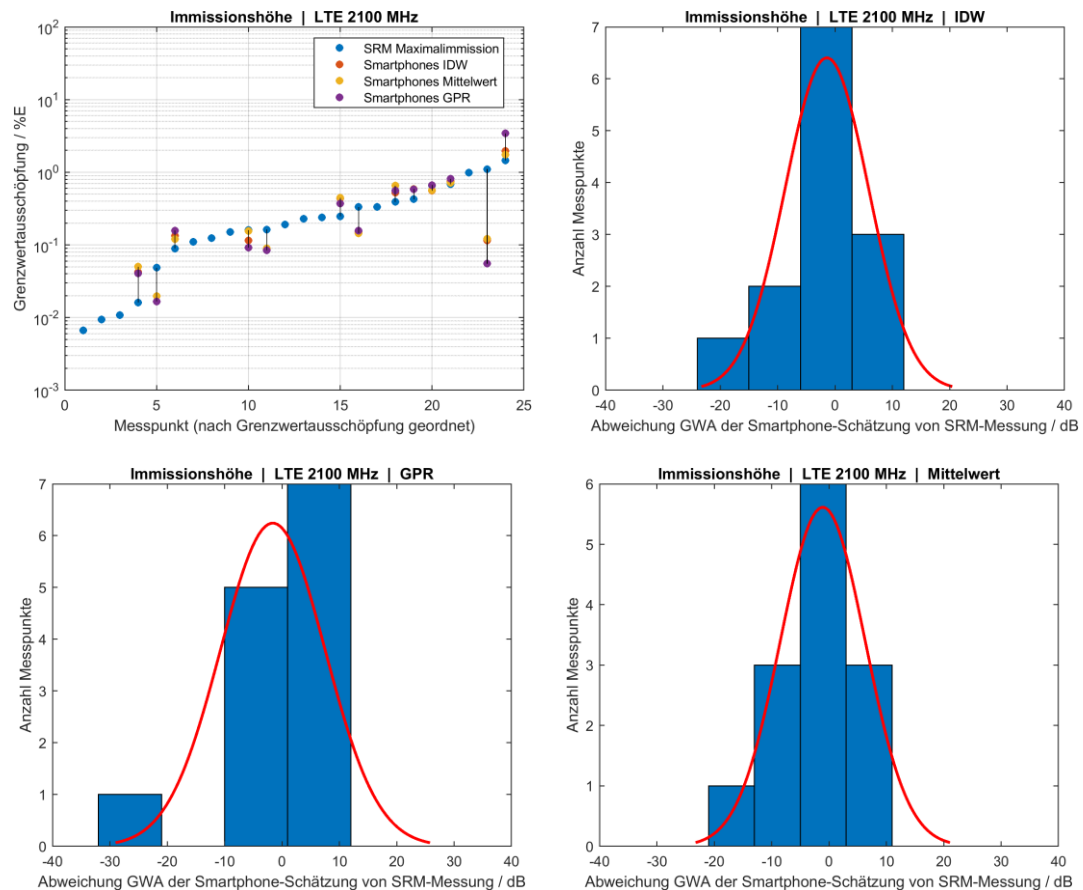 Immissionshöhe | LTE 2100 MHz
Grenzwertausschöpfung / %E
10^2
10^1
10^0
10^-1
10^-2
10^-3
SRM Maximalimmission
Smartphones IDW
Smartphones Mittelwert
Smartphones GPR
0 5 10 15 20 25
Messpunkt (nach Grenzwertausschöpfung geordnet)
Immissionshöhe | LTE 2100 MHz | IDW
Anzahl Messpunkte
7
6
5
4
3
2
1
0
-40 -30 -20 -10 0 10 20 30 40
Abweichung GWA der Smartphone-Schätzung von SRM-Messung / dB
Immissionshöhe | LTE 2100 MHz | GPR
Anzahl Messpunkte
7
6
5
4
3
2
1
0
-40 -30 -20 -10 0 10 20 30 40
Abweichung GWA der Smartphone-Schätzung von SRM-Messung / dB
Immissionshöhe | LTE 2100 MHz | Mittelwert
Anzahl Messpunkte
6
5
4
3
2
1
0
-40 -30 -20 -10 0 10 20 30 40
Abweichung GWA der Smartphone-Schätzung von SRM-Messung / dB